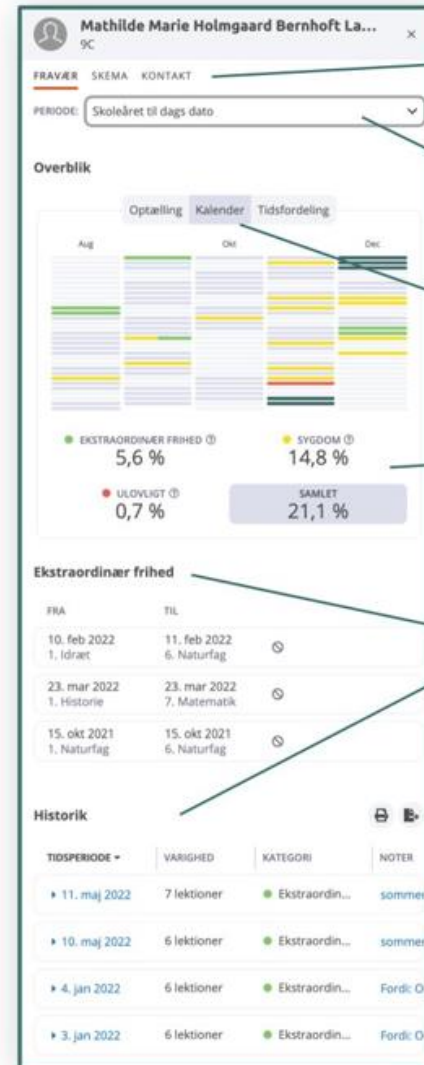 Mathilde Marie Holmgaard Bernhoft La...
9C
FRAVÆR SKEMA KONTAKT
PERIODE: Skoleåret til dags dato
Overblik
Optælling Kalender Tidsfordeling
Aug Okt Dec
EKSTRAORDINÆR FRIHED SYGDOM
5,6 % 14,8 %
ULOVLIGT SAMLET
0,7 % 21,1 %
Ekstraordinær frihed
FRA TIL
10. feb 2022 11. feb 2022
1. Idræt 6. Naturfag
23. mar 2022 23. mar 2022
1. Historie 7. Matematik
15. okt 2021 15. okt 2021
1. Naturfag 6. Naturfag
Historik
TIDSPERIODE VARIGHED KATEGORI NOTER
11. maj 2022 7 lektioner Ekstraordin... sommer
10. maj 2022 6 lektioner Ekstraordin... sommer
4. jan 2022 6 lektioner Ekstraordin... Fordi: O
3. jan 2022 6 lektioner Ekstraordin... Fordi: O